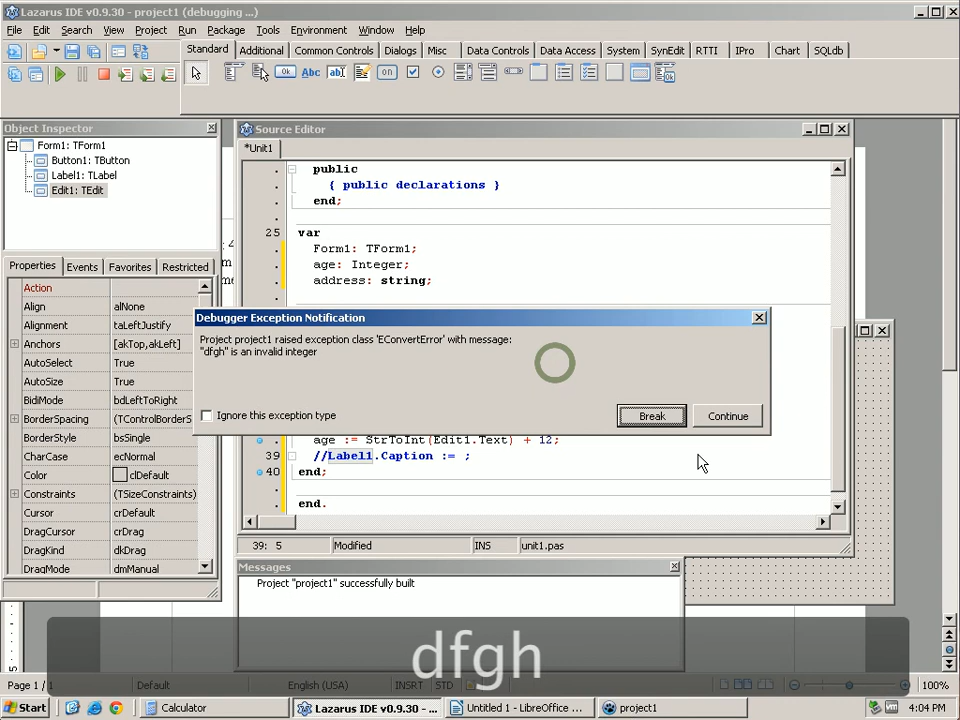 Lazarus IDE v0.9.30 - project1 (debugging ...)
File Edit Search View Project Run Package Tools Environment Window Help
Standard Additional Common Controls Dialogs Misc Data Controls Data Access System SynEdit RTTI IPro Chart SQLdb
Ok Abc ab on
Object Inspector
Form1: TForm1
Button1: TButton
Label1: TLabel
Edit1: TEdit
Properties Events Favorites Restricted
Action
Align alNone
Alignment taLeftJustify
Anchors [akTop,akLeft]
AutoSelect True
AutoSize True
BidiMode bdLeftToRight
BorderSpacing (TControlBorderS
BorderStyle bsSingle
CharCase ecNormal
Color clDefault
Constraints (TSizeConstraints)
Cursor crDefault
DragCursor crDrag
DragKind dkDrag
DragMode dmManual
Source Editor
*Unit1
public
{ public declarations }
end;
25 var
Form1: TForm1;
age: Integer;
address: string;
Debugger Exception Notification
Project project1 raised exception class 'EConvertError' with message:
"dfgh" is an invalid integer
Ignore this exception type
Break Continue
age := StrToInt(Edit1.Text) + 12;
39 //Label1.Caption := ;
40 end;
end.
39: 5 Modified INS unit1.pas
Messages
Project "project1" successfully built
dfgh
Page 1 / 1 Default English (USA) INSRT STD 100%
Start Calculator Lazarus IDE v0.9.30 - ... Untitled 1 - LibreOffice ... project1 4:04 PM